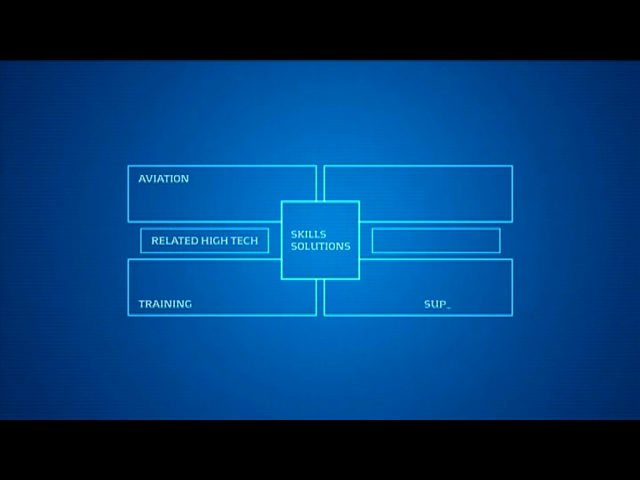 AVIATION
RELATED HIGH TECH
SKILLS
SOLUTIONS
TRAINING
SUP_